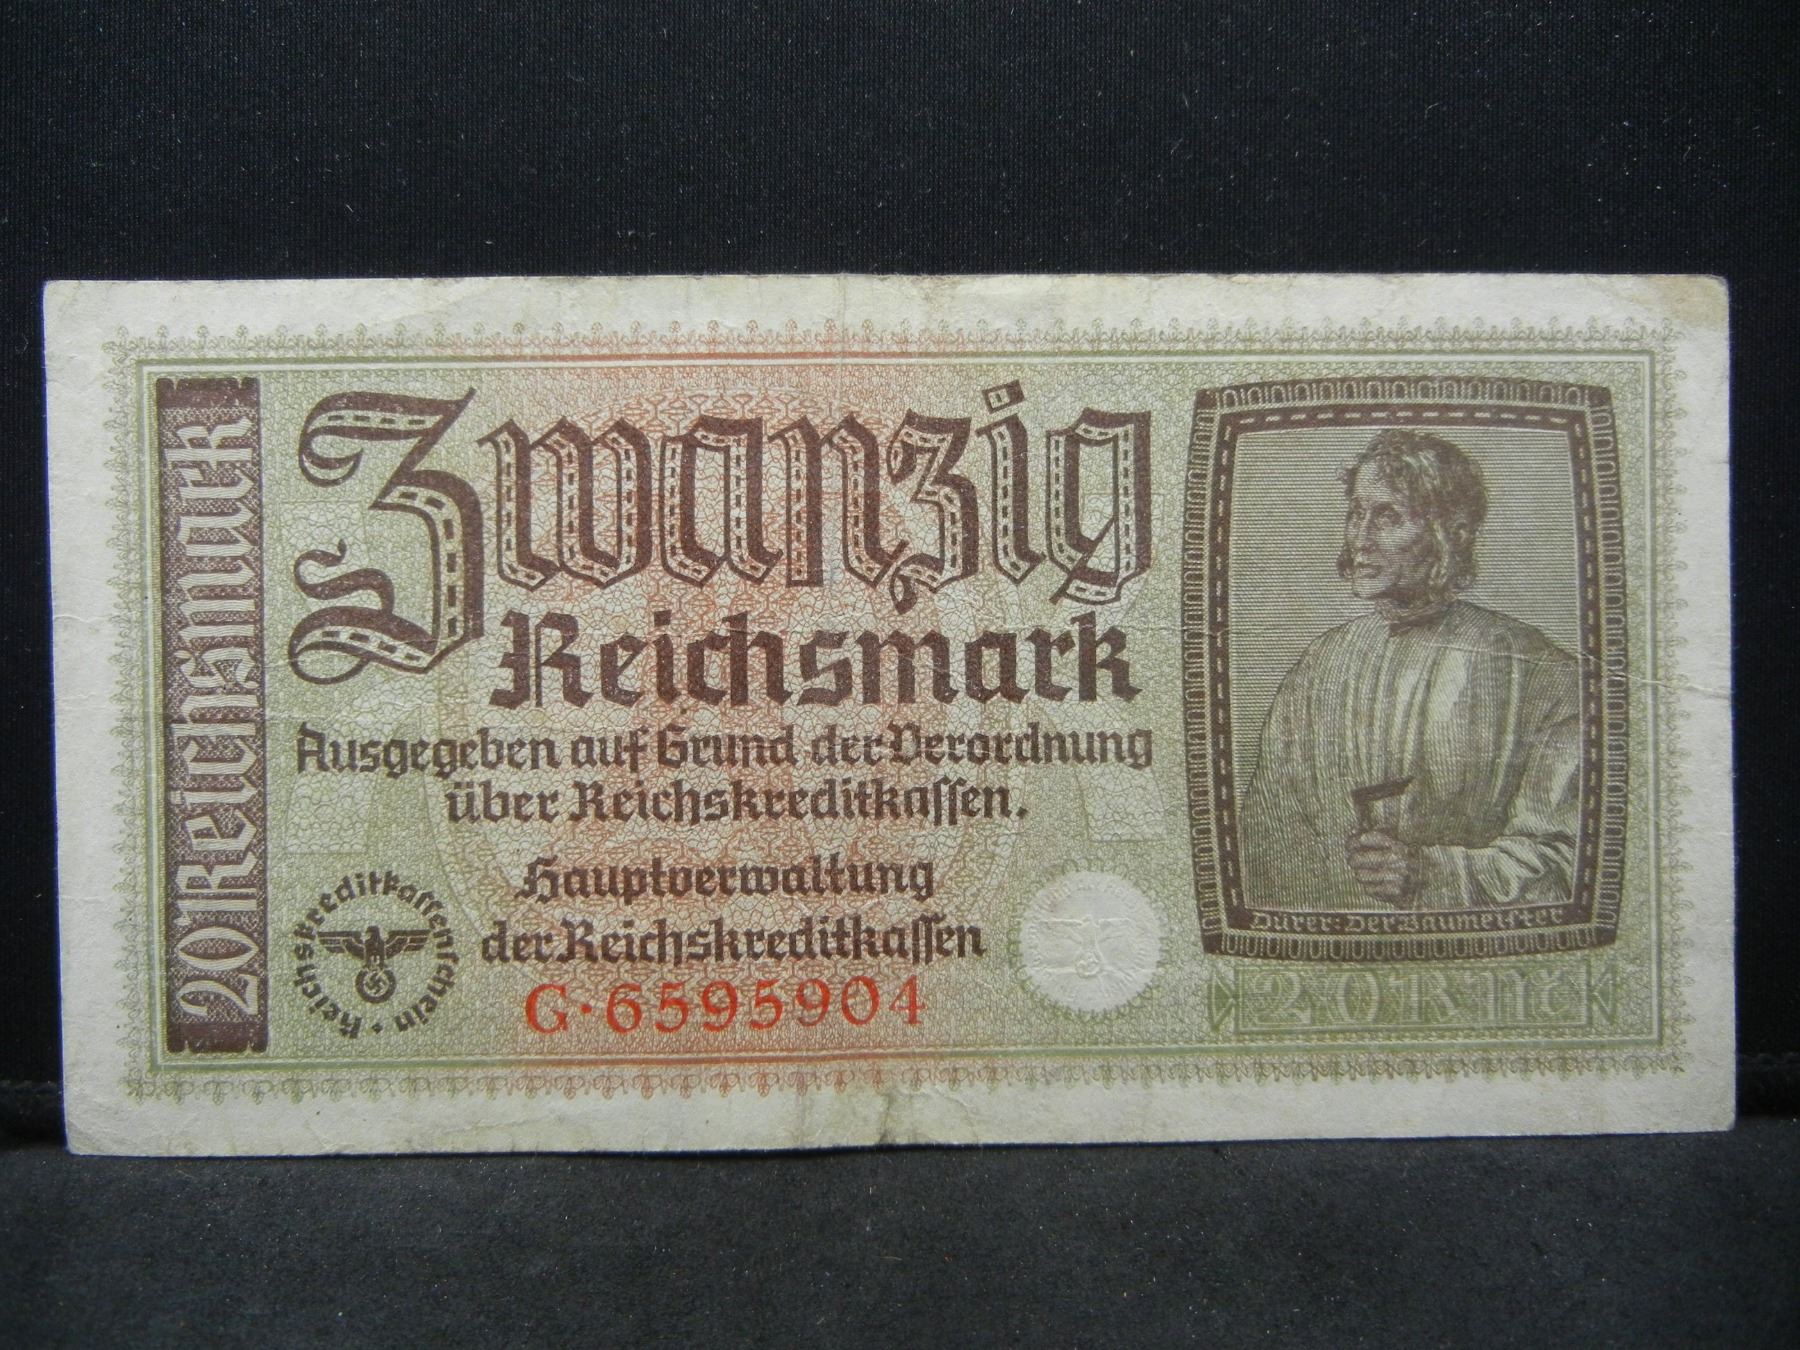 20 Reichsmark
Zwanzig
Reichsmark
Ausgegeben auf Grund der Verordnung
über Reichskreditkassen.
Hauptverwaltung
der Reichskreditkassen
Reichskreditkassenschein •
G·6595904
Dürer: Der Baumeister
20 RMk